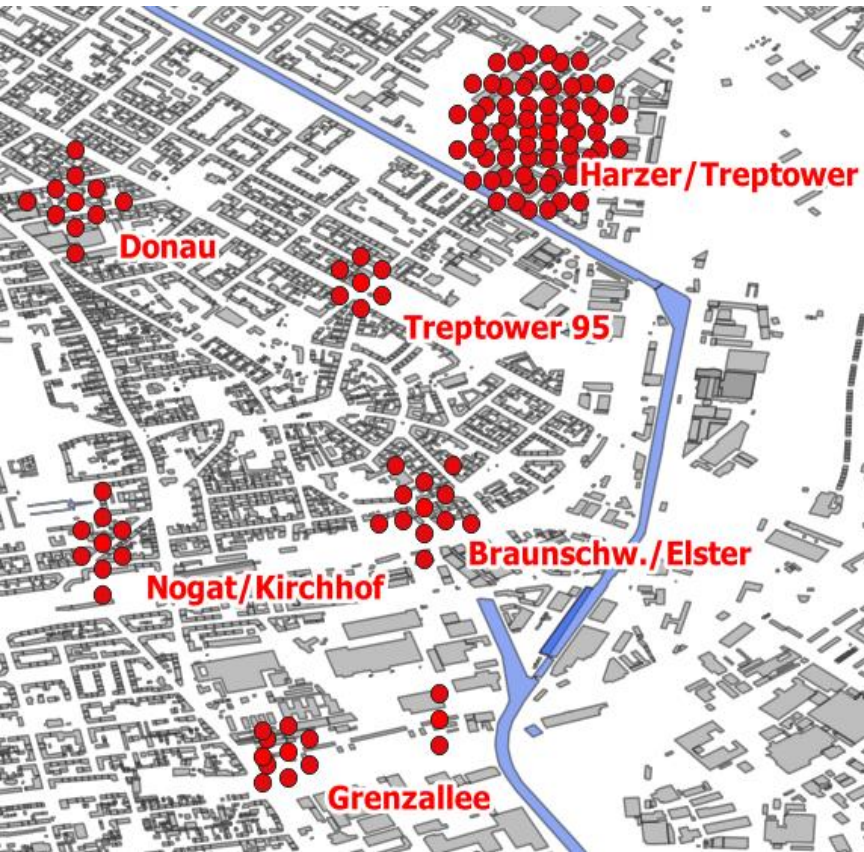 Harzer/Treptower
Donau
Treptower 95
Braunschw./Elster
Nogat/Kirchhof
Grenzallee